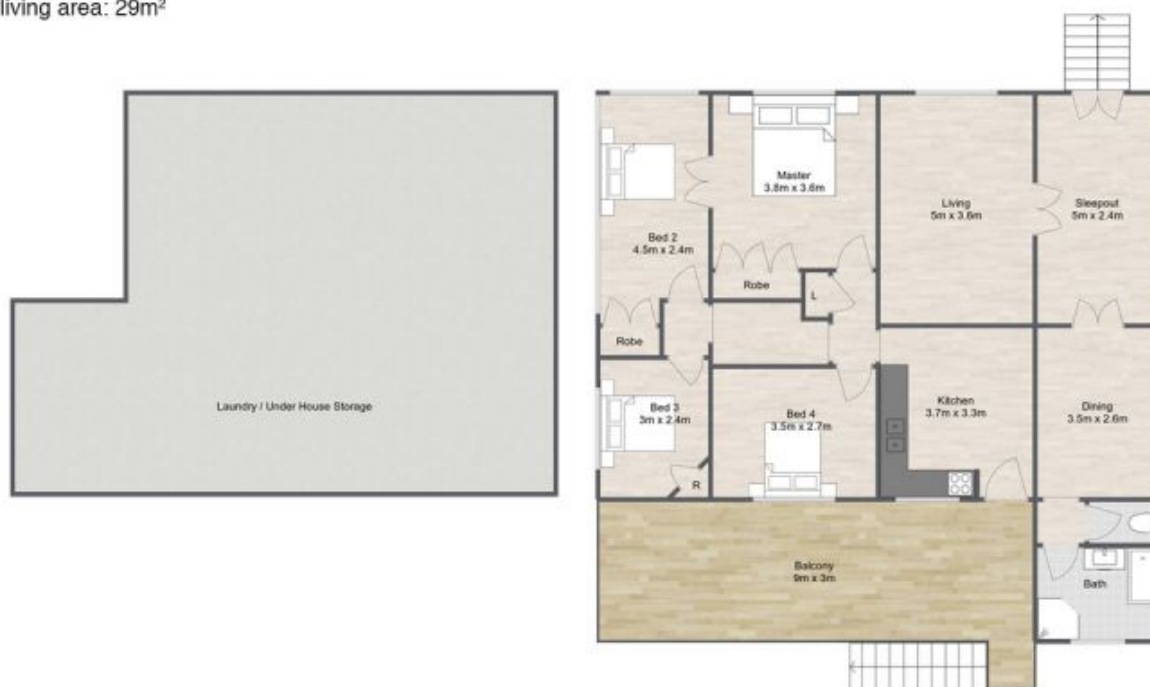 living area: 29m²
Master
3.8m x 3.6m
Living
5m x 3.6m
Sleepout
5m x 2.4m
Bed 2
4.5m x 2.4m
Robe
L
Robe
Laundry / Under House Storage
Bed 3
3m x 2.4m
Bed 4
3.5m x 2.7m
Kitchen
3.7m x 3.3m
Dining
3.5m x 2.6m
R
Balcony
9m x 3m
Bath